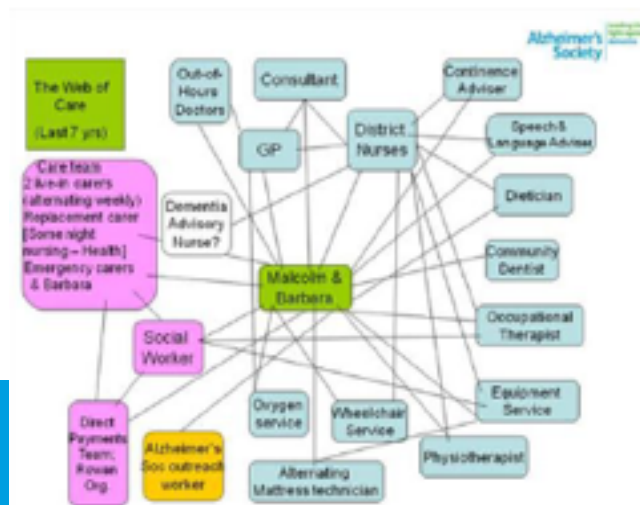 Alzheimer's
Society
The Web of
Care
(Last 7 yrs)
Out-of-
Hours
Doctors
Consultant
Continence
Adviser
GP
District
Nurses
Speech &
Language Adviser
Care team
2 live-in carers
(alternating weekly)
Replacement carer
[Some night
nursing – Health]
Emergency carers
& Barbara
Dementia
Advisory
Nurse?
Dietician
Community
Dentist
Malcolm &
Barbara
Social
Worker
Occupational
Therapist
Direct
Payments
Team;
Rowan
Org.
Alzheimer's
Soc outreach
worker
Oxygen
service
Wheelchair
Service
Equipment
Service
Alternating
Mattress technician
Physiotherapist